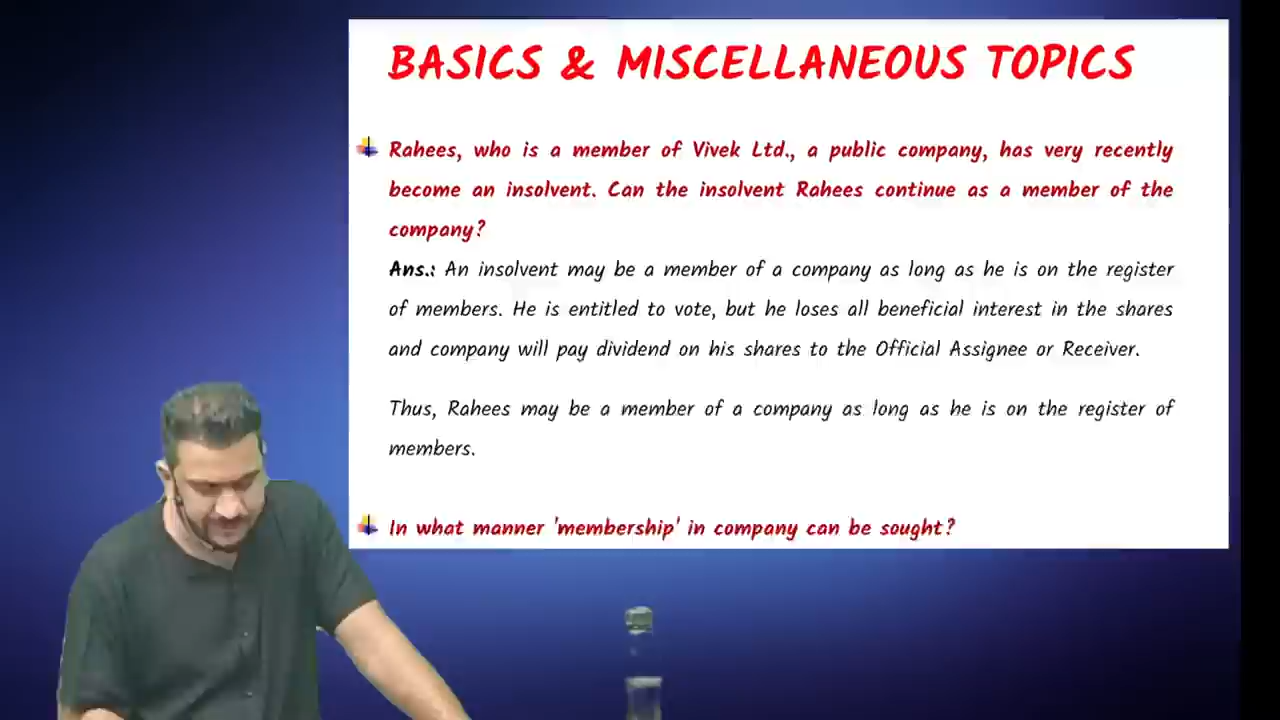 BASICS & MISCELLANEOUS TOPICS
Rahees, who is a member of Vivek Ltd., a public company, has very recently
become an insolvent. Can the insolvent Rahees continue as a member of the
company?
Ans.: An insolvent may be a member of a company as long as he is on the register
of members. He is entitled to vote, but he loses all beneficial interest in the shares
and company will pay dividend on his shares to the Official Assignee or Receiver.
Thus, Rahees may be a member of a company as long as he is on the register of
members.
In what manner 'membership' in company can be sought?